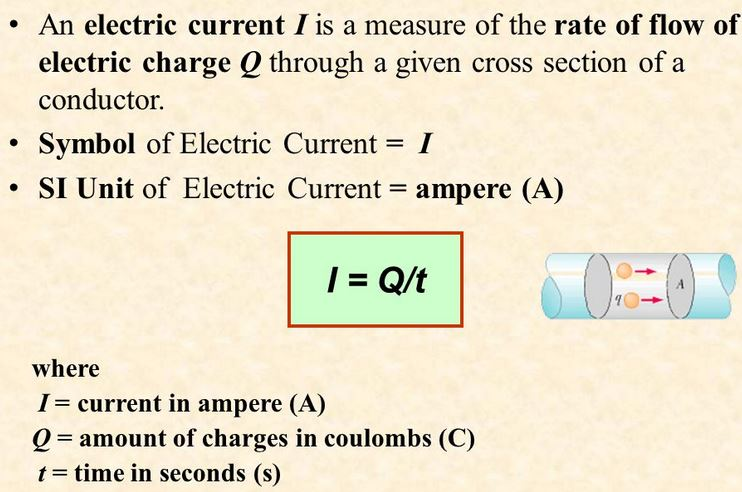 • An electric current I is a measure of the rate of flow of
electric charge Q through a given cross section of a
conductor.
• Symbol of Electric Current = I
• SI Unit of Electric Current = ampere (A)
I = Q/t
A
q
where
I = current in ampere (A)
Q = amount of charges in coulombs (C)
t = time in seconds (s)